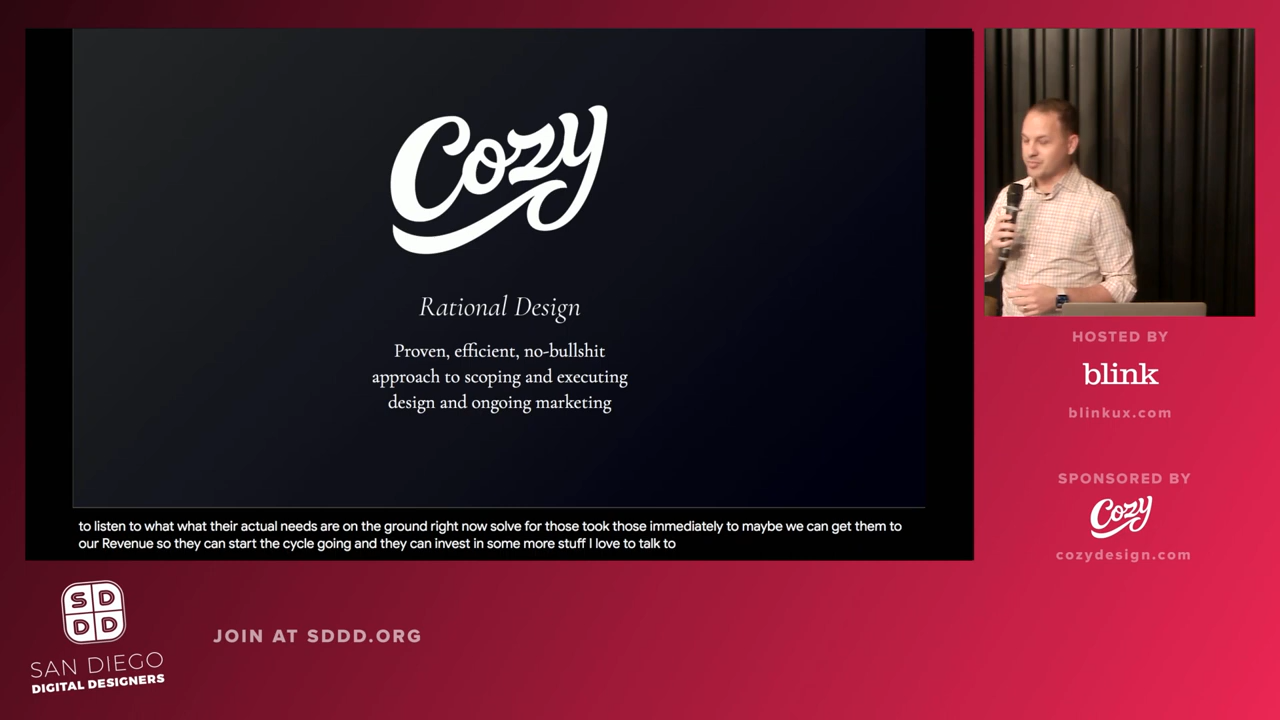 Cozy
Rational Design
Proven, efficient, no-bullshit
approach to scoping and executing
design and ongoing marketing
to listen to what what their actual needs are on the ground right now solve for those took those immediately to maybe we can get them to
our Revenue so they can start the cycle going and they can invest in some more stuff I love to talk to
HOSTED BY
blink
blinkux.com
SPONSORED BY
Cozy
cozydesign.com
SD
DD
SAN DIEGO
DIGITAL DESIGNERS
JOIN AT SDDD.ORG